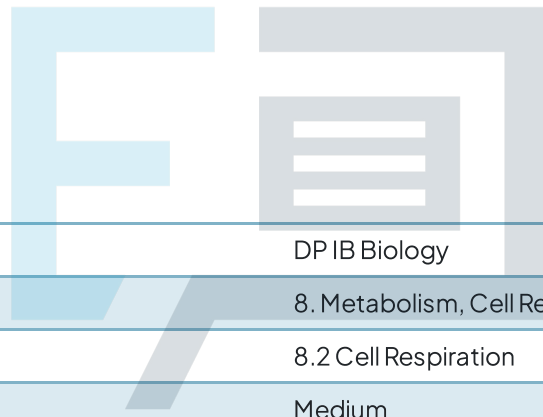 DP IB Biology
8. Metabolism, Cell Re
8.2 Cell Respiration
Medium